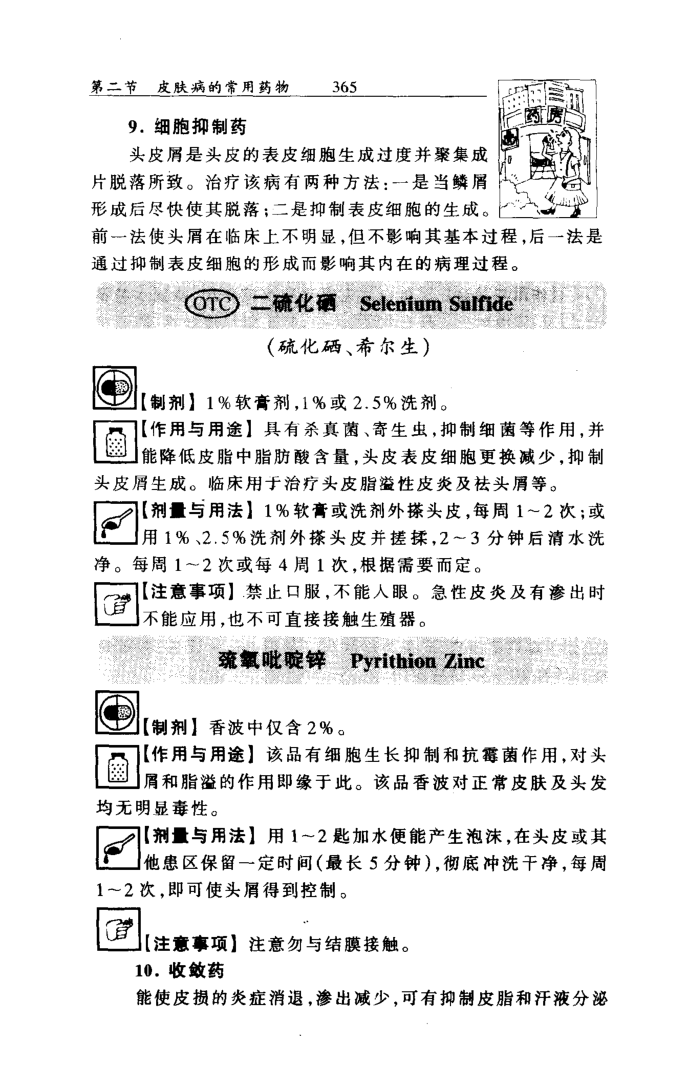 第二节 皮肤病的常用药物 365
药房
9. 细胞抑制药
头皮屑是头皮的表皮细胞生成过度并聚集成
片脱落所致。治疗该病有两种方法:一是当鳞屑
形成后尽快使其脱落;二是抑制表皮细胞的生成。
前一法使头屑在临床上不明显,但不影响其基本过程,后一法是
通过抑制表皮细胞的形成而影响其内在的病理过程。
OTC 二硫化硒 Selenium Sulfide
(硫化硒、希尔生)
【制剂】1%软膏剂,1%或2.5%洗剂。
【作用与用途】具有杀真菌、寄生虫,抑制细菌等作用,并
能降低皮脂中脂肪酸含量,头皮表皮细胞更换减少,抑制
头皮屑生成。临床用于治疗头皮脂溢性皮炎及祛头屑等。
【剂量与用法】1%软膏或洗剂外搽头皮,每周1~2次;或
用1%、2.5%洗剂外搽头皮并搓揉,2~3分钟后清水洗
净。每周1~2次或每4周1次,根据需要而定。
【注意事项】禁止口服,不能入眼。急性皮炎及有渗出时
不能应用,也不可直接接触生殖器。
巯氧吡啶锌 Pyrithion Zinc
【制剂】香波中仅含2%。
【作用与用途】该品有细胞生长抑制和抗霉菌作用,对头
屑和脂溢的作用即缘于此。该品香波对正常皮肤及头发
均无明显毒性。
【剂量与用法】用1~2匙加水便能产生泡沫,在头皮或其
他患区保留一定时间(最长5分钟),彻底冲洗干净,每周
1~2次,即可使头屑得到控制。
【注意事项】注意勿与结膜接触。
10. 收敛药
能使皮损的炎症消退,渗出减少,可有抑制皮脂和汗液分泌